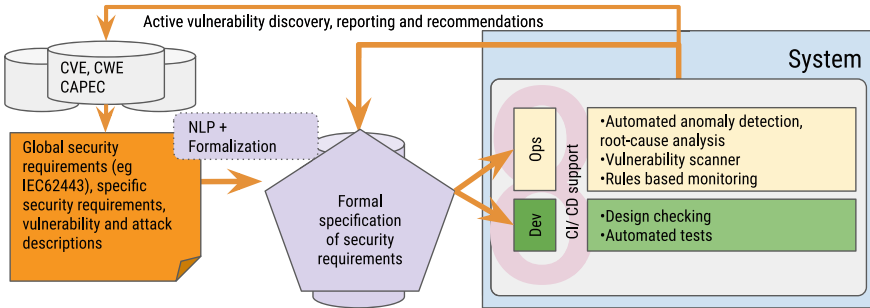 Active vulnerability discovery, reporting and recommendations
CVE, CWE
CAPEC
System
NLP +
Formalization
Global security
requirements (eg
IEC62443), specific
security requirements,
vulnerability and attack
descriptions
Formal
specification
of security
requirements
Ops
Dev
CI/ CD support
•Automated anomaly detection,
root-cause analysis
•Vulnerability scanner
•Rules based monitoring
•Design checking
•Automated tests